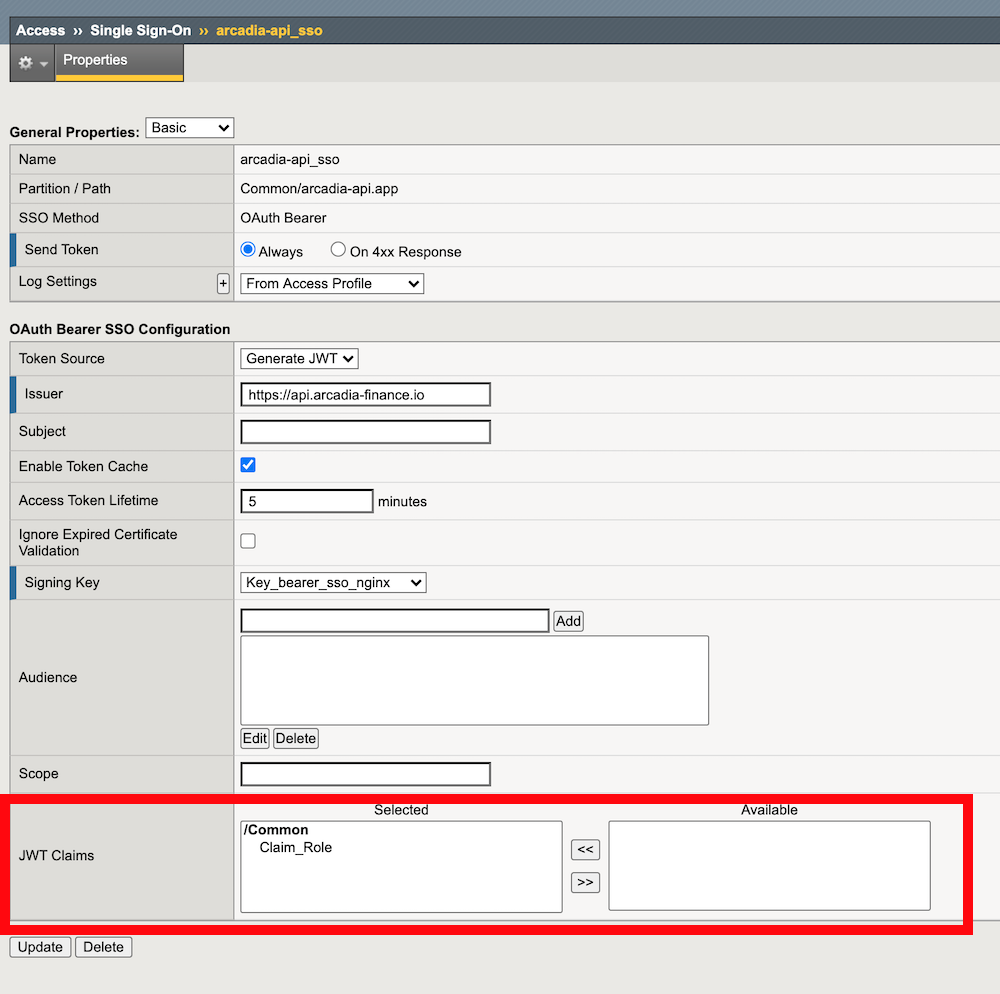 Access >> Single Sign-On >> arcadia-api_sso
Properties
General Properties: Basic
Name arcadia-api_sso
Partition / Path Common/arcadia-api.app
SSO Method OAuth Bearer
Send Token Always On 4xx Response
Log Settings + From Access Profile
OAuth Bearer SSO Configuration
Token Source Generate JWT
Issuer https://api.arcadia-finance.io
Subject
Enable Token Cache
Access Token Lifetime 5 minutes
Ignore Expired Certificate
Validation
Signing Key Key_bearer_sso_nginx
Add
Audience
Edit Delete
Scope
Selected Available
/Common
Claim_Role
<<
JWT Claims
>>
Update Delete